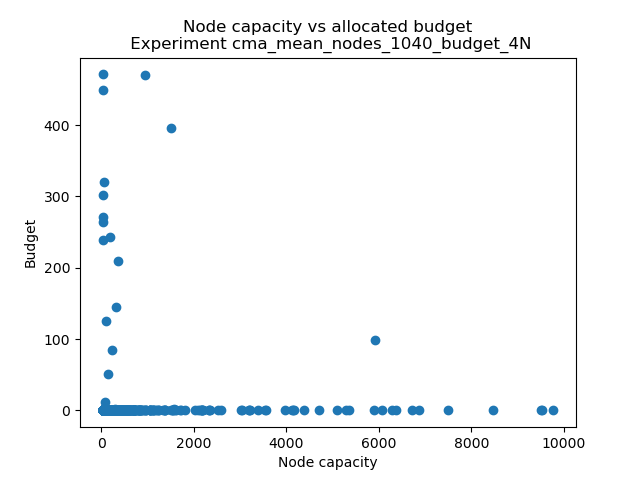 Node capacity vs allocated budget
Experiment cma_mean_nodes_1040_budget_4N
400
300
200
100
0
Budget
0 2000 4000 6000 8000 10000
Node capacity